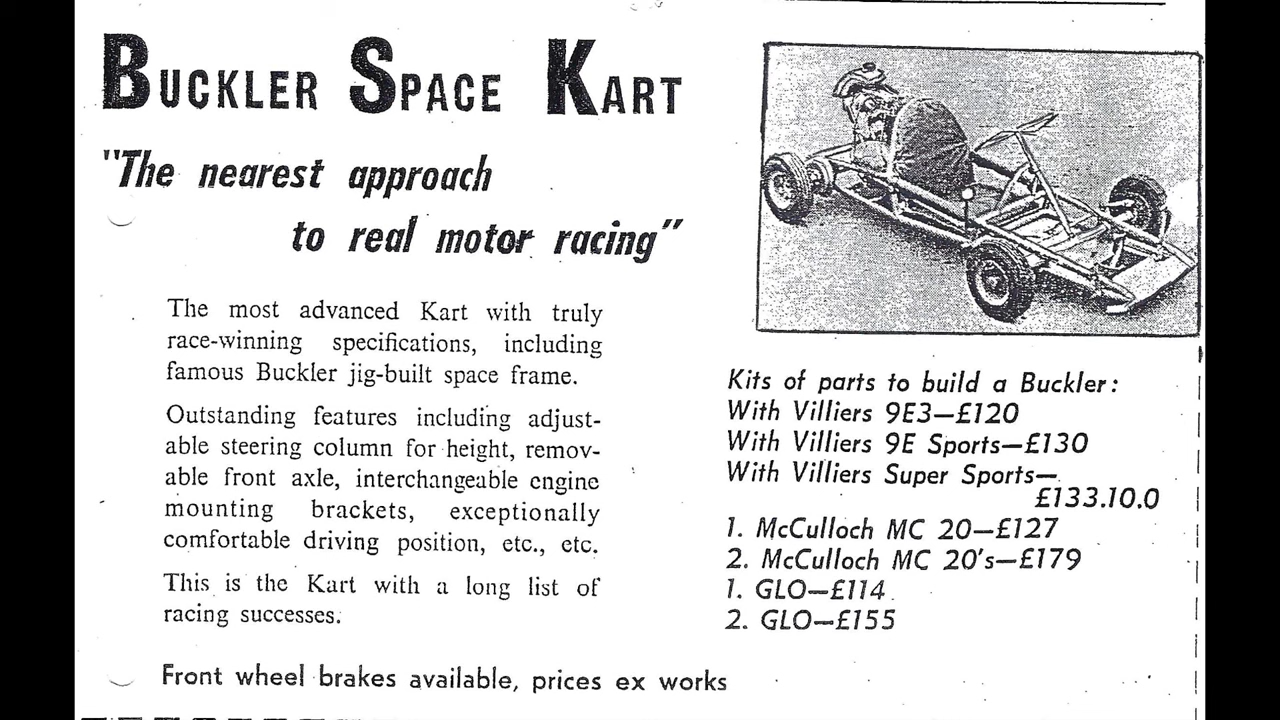 BUCKLER SPACE KART
"The nearest approach
to real motor racing"
The most advanced Kart with truly
race-winning specifications, including
famous Buckler jig-built space frame.
Outstanding features including adjust-
able steering column for height, remov-
able front axle, interchangeable engine
mounting brackets, exceptionally
comfortable driving position, etc., etc.
This is the Kart with a long list of
racing successes.
Front wheel brakes available, prices ex works
Kits of parts to build a Buckler:
With Villiers 9E3—£120
With Villiers 9E Sports—£130
With Villiers Super Sports—
£133.10.0
1. McCulloch MC 20—£127
2. McCulloch MC 20's—£179
1. GLO—£114
2. GLO—£155